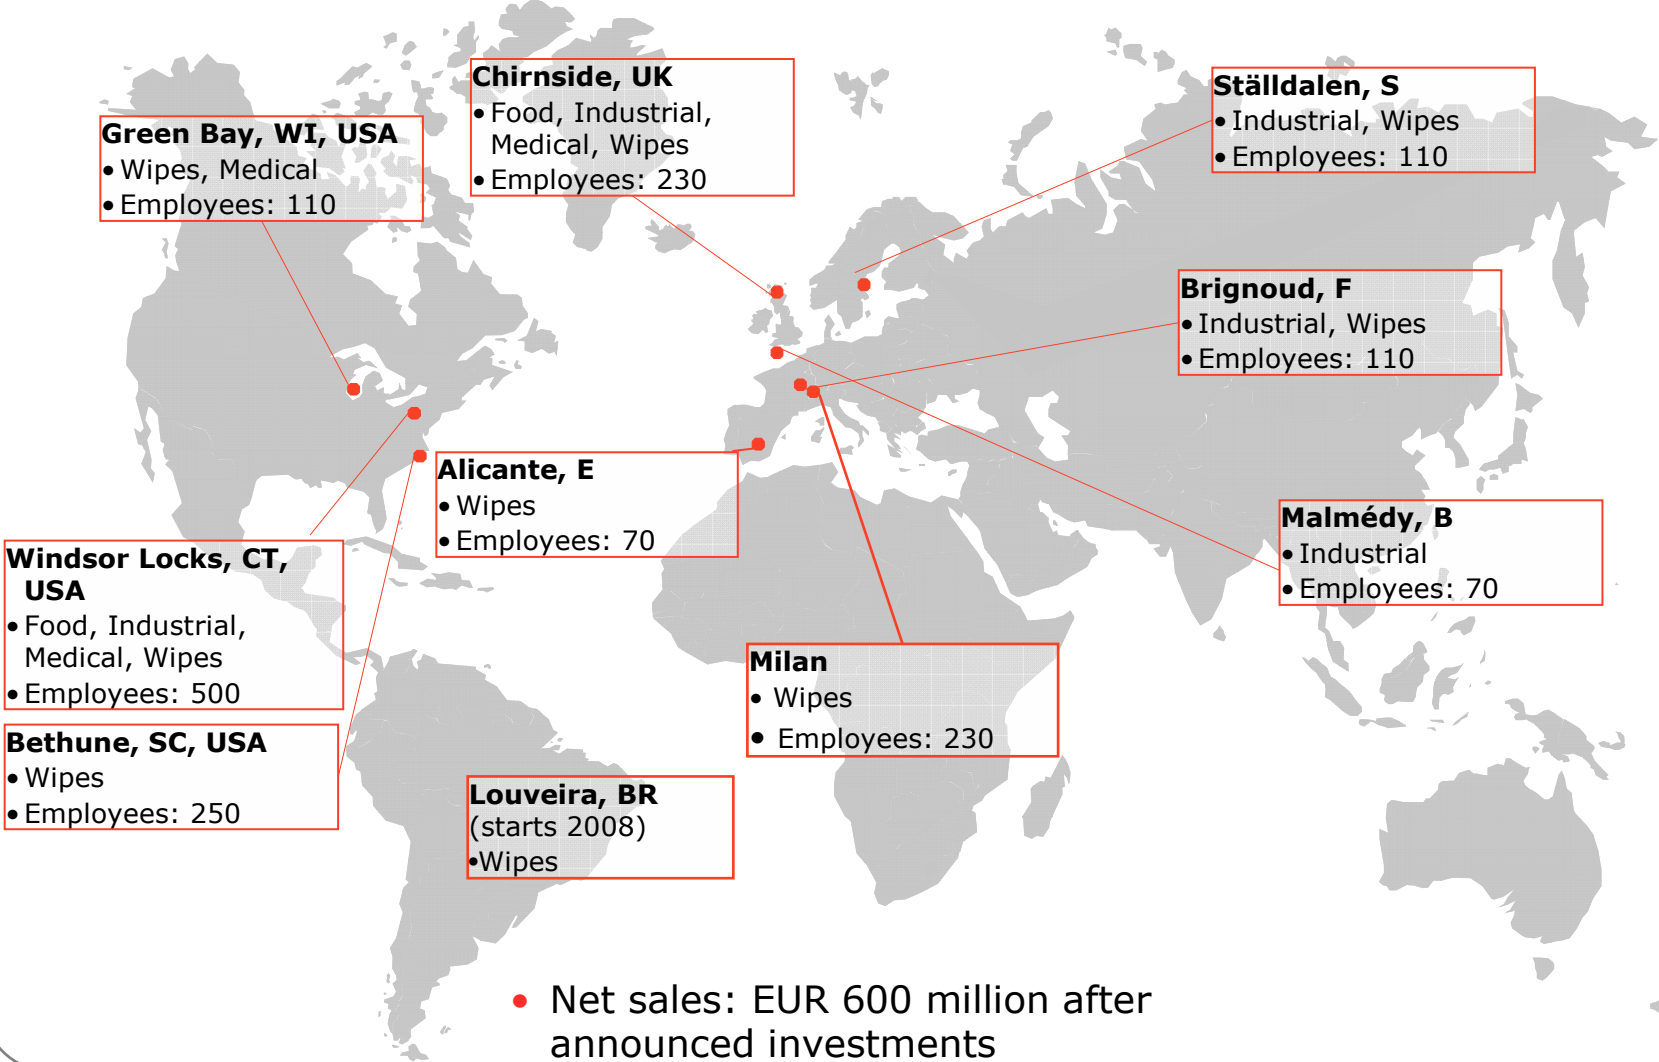 Chirnside, UK
• Food, Industrial,
Medical, Wipes
• Employees: 230
Ställdalen, S
• Industrial, Wipes
• Employees: 110
Green Bay, WI, USA
• Wipes, Medical
• Employees: 110
Brignoud, F
• Industrial, Wipes
• Employees: 110
Alicante, E
• Wipes
• Employees: 70
Malmédy, B
• Industrial
• Employees: 70
Windsor Locks, CT,
USA
• Food, Industrial,
Medical, Wipes
• Employees: 500
Milan
• Wipes
• Employees: 230
Bethune, SC, USA
• Wipes
• Employees: 250
Louveira, BR
(starts 2008)
•Wipes
• Net sales: EUR 600 million after
announced investments